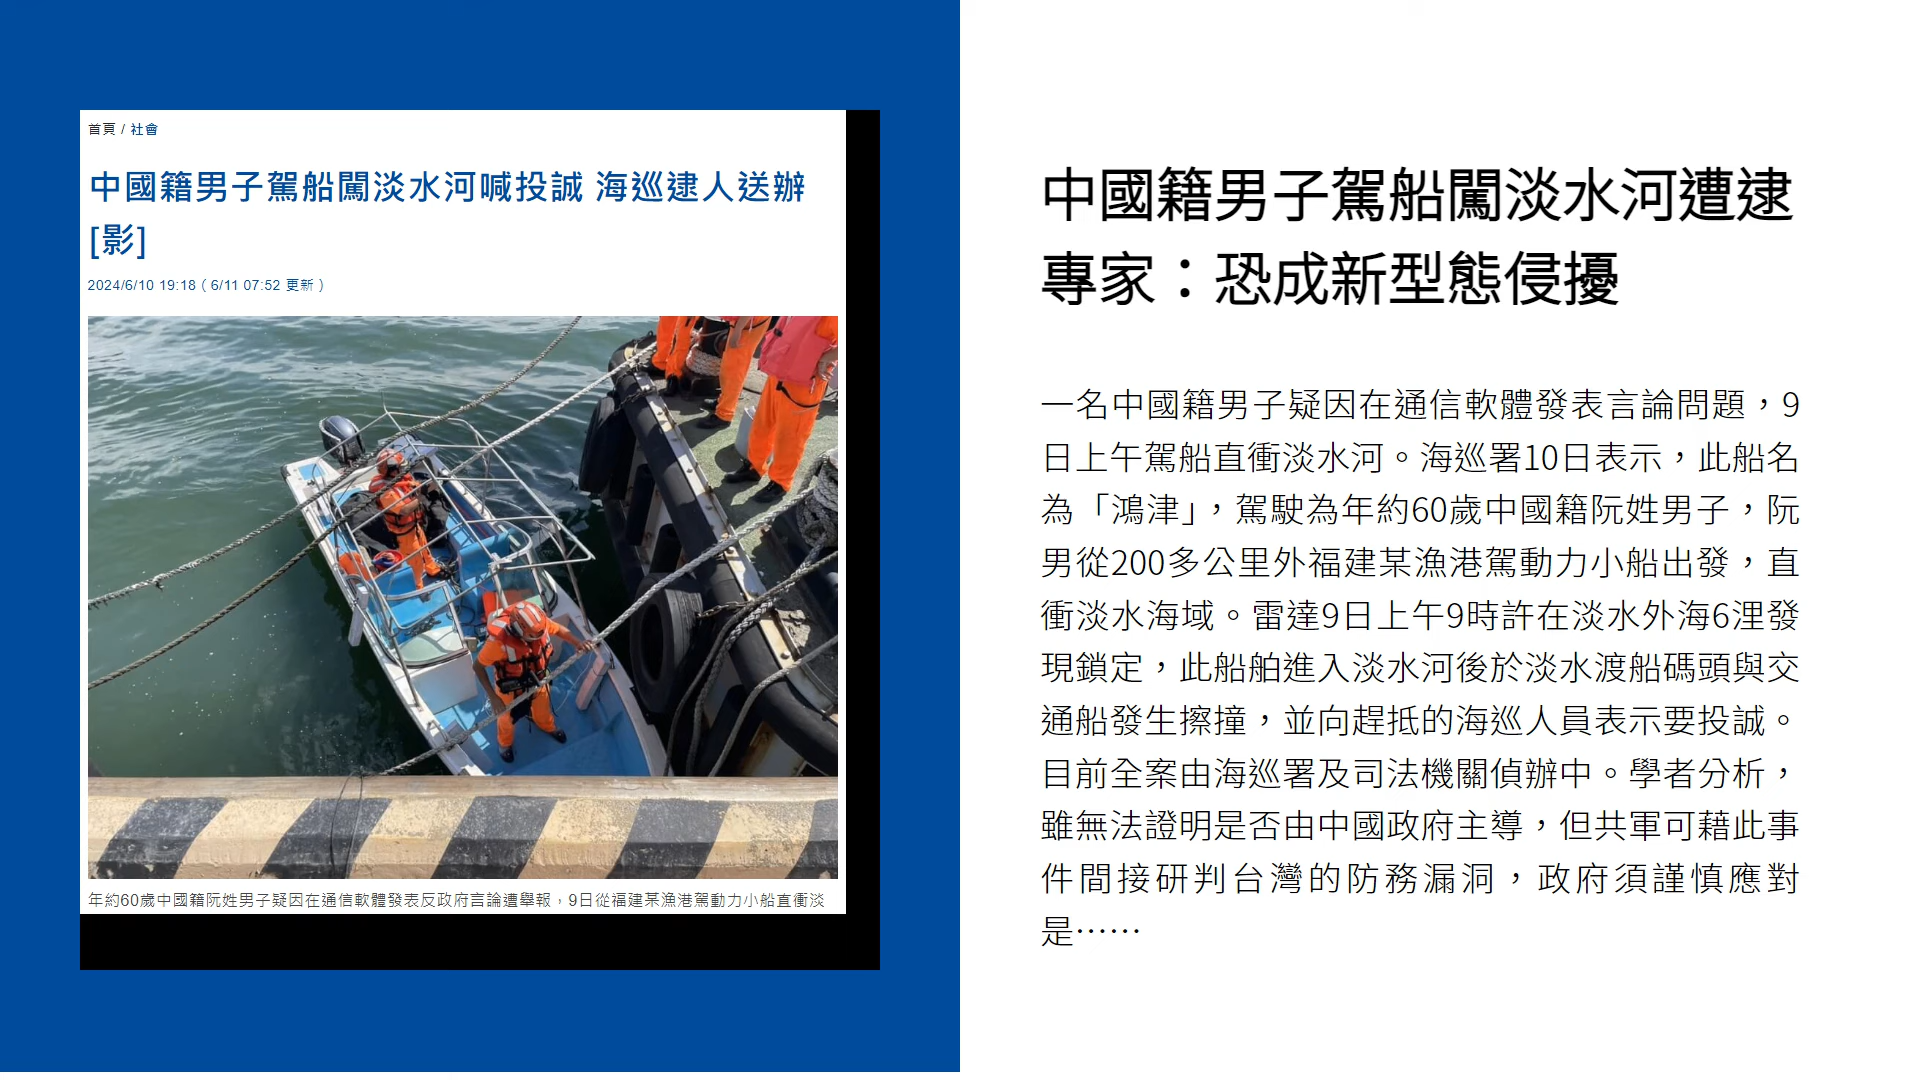 首頁 / 社會
中國籍男子駕船闖淡水河喊投誠 海巡逮人送辦
[影]
2024/6/10 19:18（6/11 07:52 更新）
年約60歲中國籍阮姓男子疑因在通信軟體發表反政府言論遭舉報，9日從福建某漁港駕動力小船直衝淡
中國籍男子駕船闖淡水河遭逮
專家：恐成新型態侵擾
一名中國籍男子疑因在通信軟體發表言論問題，9
日上午駕船直衝淡水河。海巡署10日表示，此船名
為「鴻津」，駕駛為年約60歲中國籍阮姓男子，阮
男從200多公里外福建某漁港駕動力小船出發，直
衝淡水海域。雷達9日上午9時許在淡水外海6浬發
現鎖定，此船舶進入淡水河後於淡水渡船碼頭與交
通船發生擦撞，並向趕抵的海巡人員表示要投誠。
目前全案由海巡署及司法機關偵辦中。學者分析，
雖無法證明是否由中國政府主導，但共軍可藉此事
件間接研判台灣的防務漏洞，政府須謹慎應對
是⋯⋯